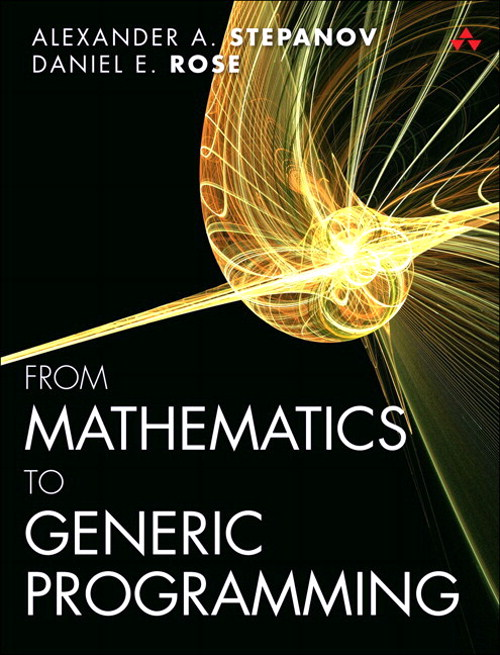 ALEXANDER A. STEPANOV
DANIEL E. ROSE
FROM
MATHEMATICS
TO
GENERIC
PROGRAMMING